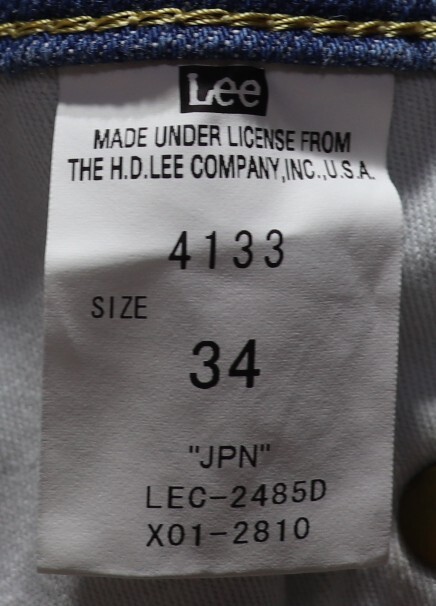 Lee
MADE UNDER LICENSE FROM
THE H.D.LEE COMPANY,INC.,U.S.A.
4133
SIZE
34
"JPN"
LEC-2485D
X01-2810